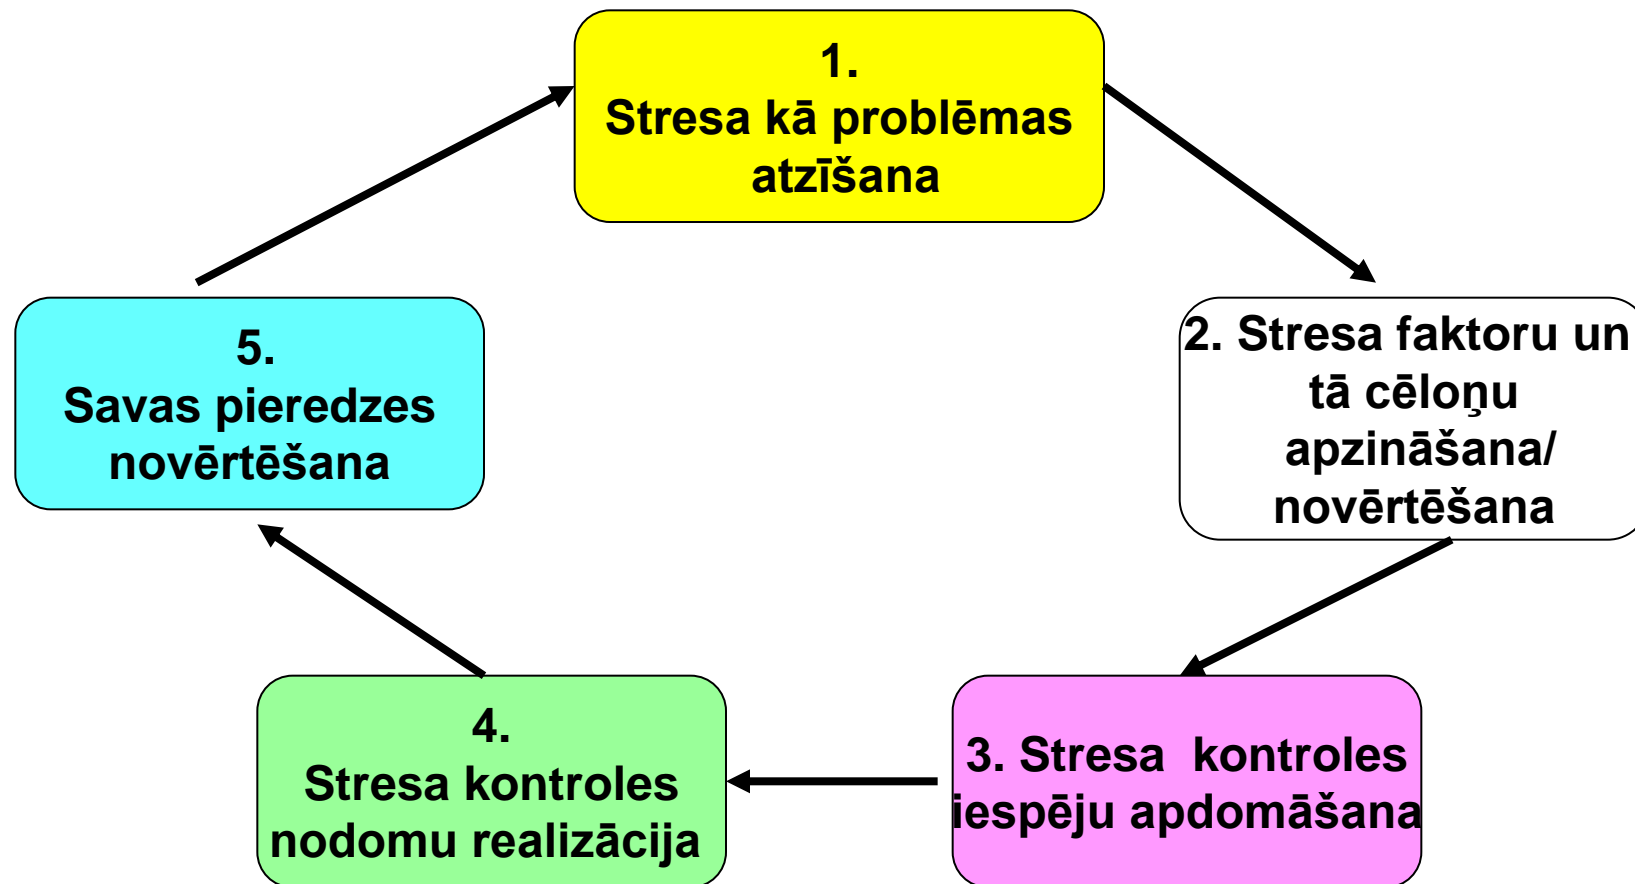 1.
Stresa kā problēmas
atzīšana
2. Stresa faktoru un
tā cēloņu
apzināšana/
novērtēšana
3. Stresa  kontroles
iespēju apdomāšana
4.
Stresa kontroles
nodomu realizācija
5.
Savas pieredzes
novērtēšana